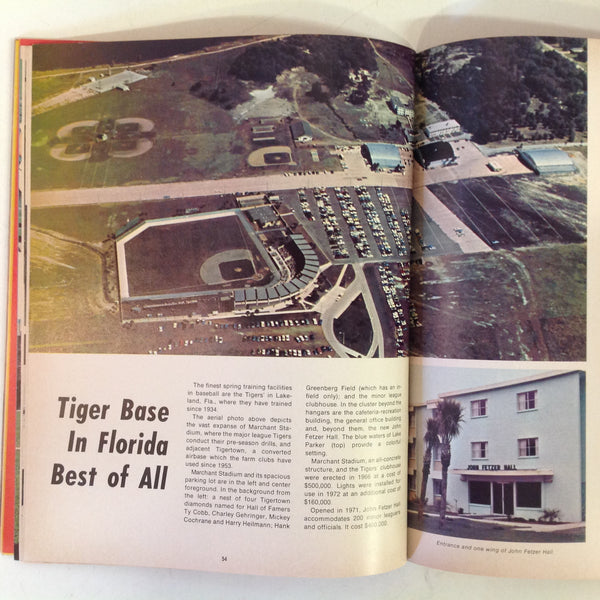 Tiger Base
In Florida
Best of All
The finest spring training facilities
in baseball are the Tigers' in Lake-
land, Fla., where they have trained
since 1934.
The aerial photo above depicts
the vast expanse of Marchant Sta-
dium, where the major league Tigers
conduct their pre-season drills, and
adjacent Tigertown, a converted
airbase which the farm clubs have
used since 1953.
Marchant Stadium and its spacious
parking lot are in the left and center
foreground. In the background from
the left: a nest of four Tigertown
diamonds named for Hall of Famers
Ty Cobb, Charley Gehringer, Mickey
Cochrane and Harry Heilmann; Hank
Greenberg Field (which has an in-
field only); and the minor league
clubhouse. In the cluster beyond the
hangars are the cafeteria-recreation
building, the general office building
and, beyond them, the new John
Fetzer Hall. The blue waters of Lake
Parker (top) provide a colorful
setting.
Marchant Stadium, an all-concrete
structure, and the Tigers' clubhouse
were erected in 1966 at a cost of
$500,000. Lights were installed for
use in 1972 at an additional cost of
$160,000.
Opened in 1971, John Fetzer Hall
accommodates 200 minor leaguers
and officials. It cost $400,000.
54
JOHN FETZER HALL
Entrance and one wing of John Fetzer Hall.